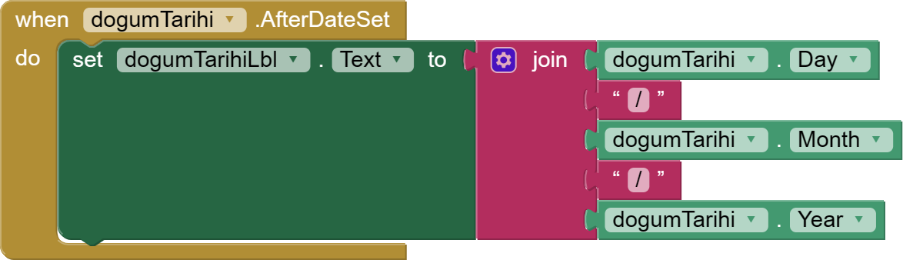 when dogumTarihi .AfterDateSet
do set dogumTarihiLbl . Text to join dogumTarihi . Day
“ / ”
dogumTarihi . Month
“ / ”
dogumTarihi . Year